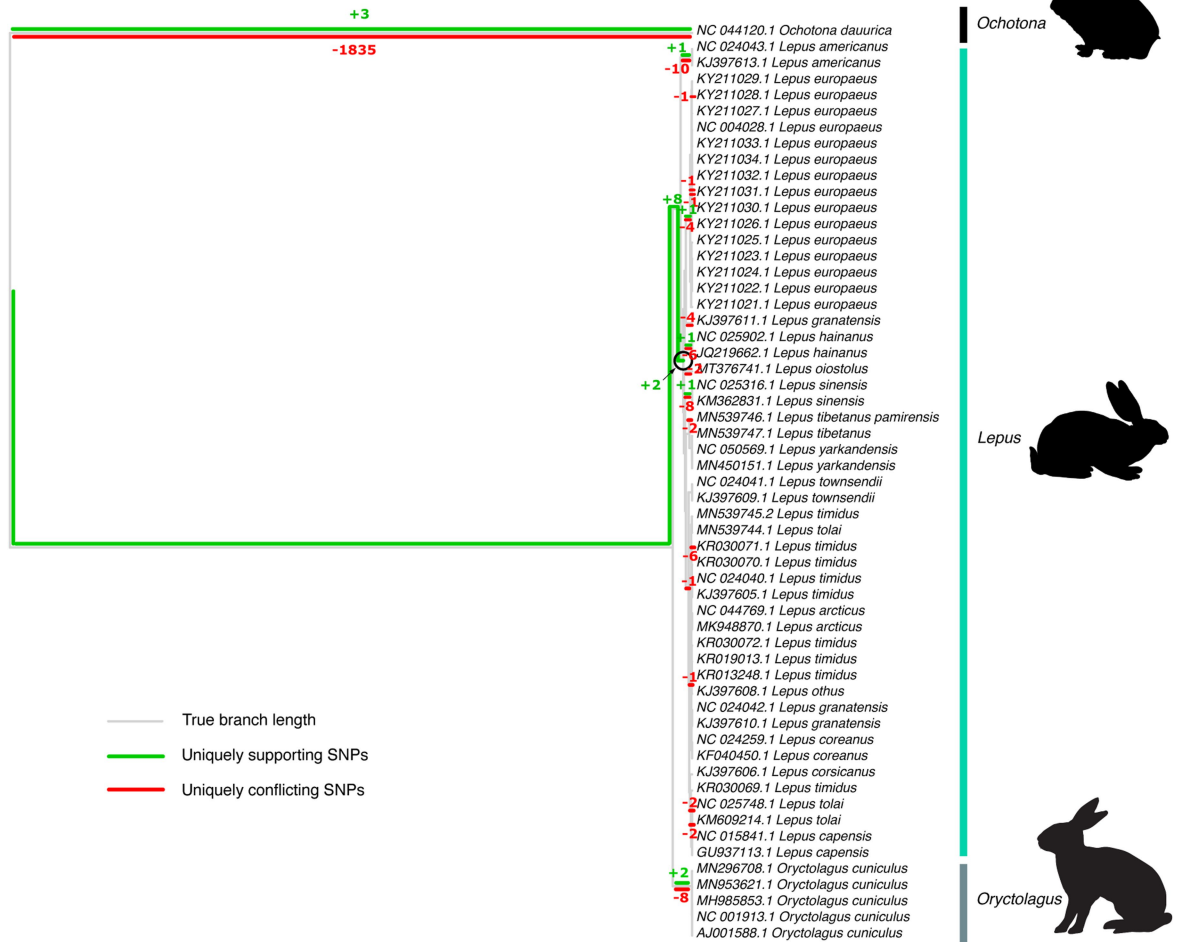 +3
-1835
NC 044120.1 Ochotona dauurica
NC 024043.1 Lepus americanus
+1
KJ397613.1 Lepus americanus
-10
KY211029.1 Lepus europaeus
KY211028.1 Lepus europaeus
-1
KY211027.1 Lepus europaeus
NC 004028.1 Lepus europaeus
KY211033.1 Lepus europaeus
KY211034.1 Lepus europaeus
KY211032.1 Lepus europaeus
-1
KY211031.1 Lepus europaeus
-1
+8
KY211030.1 Lepus europaeus
+1
KY211026.1 Lepus europaeus
-4
KY211025.1 Lepus europaeus
KY211023.1 Lepus europaeus
KY211024.1 Lepus europaeus
KY211022.1 Lepus europaeus
KY211021.1 Lepus europaeus
-4
KJ397611.1 Lepus granatensis
NC 025902.1 Lepus hainanus
+1
JQ219662.1 Lepus hainanus
-6
MT376741.1 Lepus oiostolus
-2
+2
+1
NC 025316.1 Lepus sinensis
KM362831.1 Lepus sinensis
-8
MN539746.1 Lepus tibetanus pamirensis
-2
MN539747.1 Lepus tibetanus
NC 050569.1 Lepus yarkandensis
MN450151.1 Lepus yarkandensis
NC 024041.1 Lepus townsendii
KJ397609.1 Lepus townsendii
MN539745.2 Lepus timidus
MN539744.1 Lepus tolai
KR030071.1 Lepus timidus
-6
KR030070.1 Lepus timidus
NC 024040.1 Lepus timidus
-1
KJ397605.1 Lepus timidus
NC 044769.1 Lepus arcticus
MK948870.1 Lepus arcticus
KR030072.1 Lepus timidus
KR019013.1 Lepus timidus
KR013248.1 Lepus timidus
-1
KJ397608.1 Lepus othus
NC 024042.1 Lepus granatensis
KJ397610.1 Lepus granatensis
NC 024259.1 Lepus coreanus
KF040450.1 Lepus coreanus
KJ397606.1 Lepus corsicanus
KR030069.1 Lepus timidus
-2
NC 025748.1 Lepus tolai
KM609214.1 Lepus tolai
-2
NC 015841.1 Lepus capensis
GU937113.1 Lepus capensis
MN296708.1 Oryctolagus cuniculus
+2
MN953621.1 Oryctolagus cuniculus
-8
MH985853.1 Oryctolagus cuniculus
NC 001913.1 Oryctolagus cuniculus
AJ001588.1 Oryctolagus cuniculus
Ochotona
Lepus
Oryctolagus
True branch length
Uniquely supporting SNPs
Uniquely conflicting SNPs